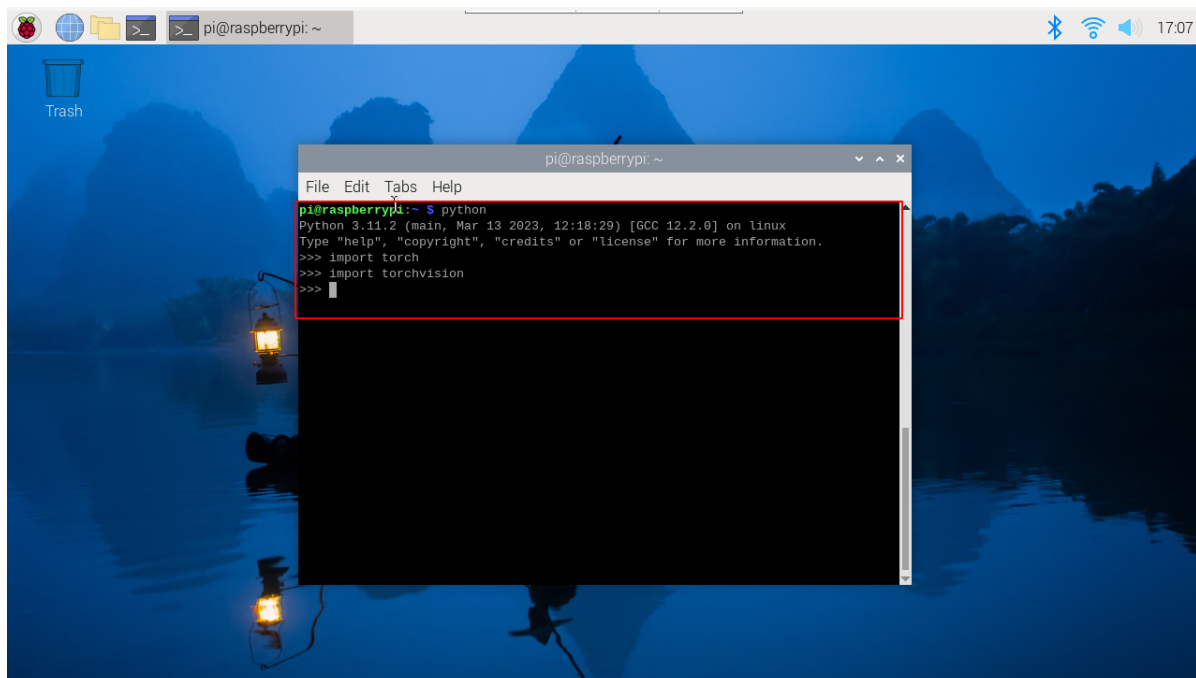 pi@raspberrypi: ~
17:07
Trash
pi@raspberrypi: ~
File Edit Tabs Help
pi@raspberrypi:~ $ python
Python 3.11.2 (main, Mar 13 2023, 12:18:29) [GCC 12.2.0] on linux
Type "help", "copyright", "credits" or "license" for more information.
>>> import torch
>>> import torchvision
>>>